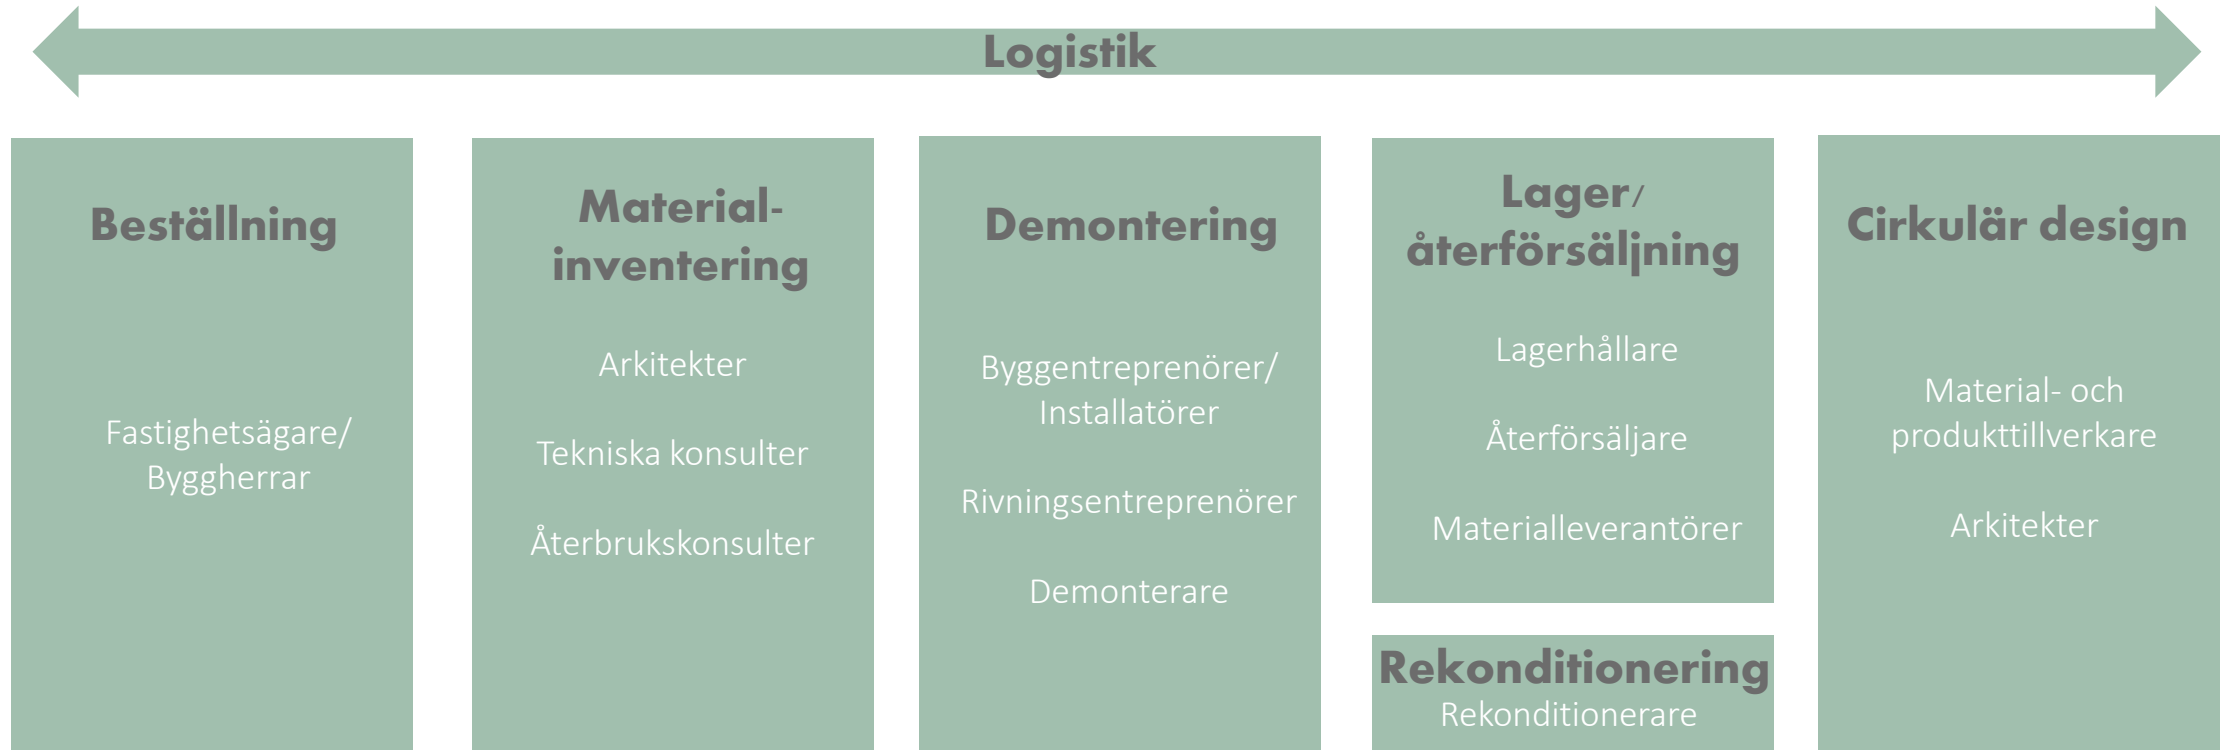 Logistik
Beställning
Fastighetsägare/
Byggherrar
Material-
inventering
Arkitekter
Tekniska konsulter
Återbrukskonsulter
Demontering
Byggentreprenörer/
Installatörer
Rivningsentreprenörer
Demonterare
Lager/
återförsäljning
Lagerhållare
Återförsäljare
Materialleverantörer
Rekonditionering
Rekonditionerare
Cirkulär design
Material- och
produkttillverkare
Arkitekter